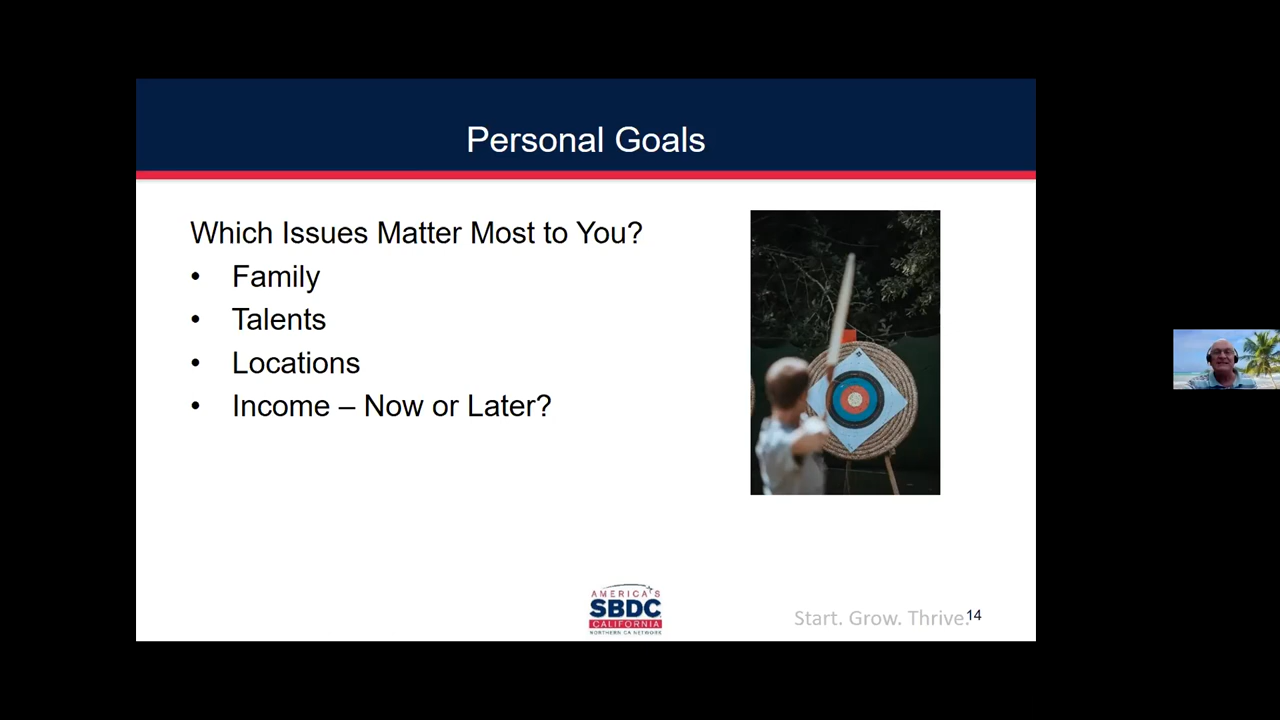 Personal Goals
Which Issues Matter Most to You?
• Family
• Talents
• Locations
• Income – Now or Later?
AMERICA'S
SBDC
CALIFORNIA
NORTHERN CA NETWORK
Start. Grow. Thrive.
14